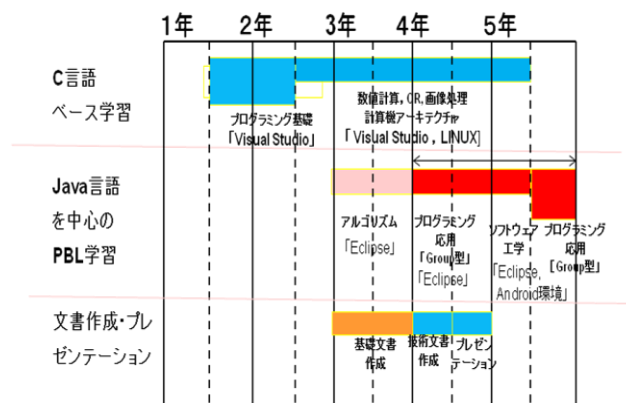 1年 2年 3年 4年 5年
C言語
ベース学習
プログラミング基礎
「Visual Studio」
数値計算，OR，画像処理
計算機アーキテクチャ
「Visual Studio , LINUX]
Java言語
を中心の
PBL学習
アルゴリズム
「Eclipse」
プログラミング
応用
「Group型」
「Eclipse」
ソフトウェア
工学
「Eclipse,
Android環境」
プログラミング
応用
「Group型」
文書作成・プレ
ゼンテーション
基礎文書
作成
技術文書
作成
プレゼン
テーション